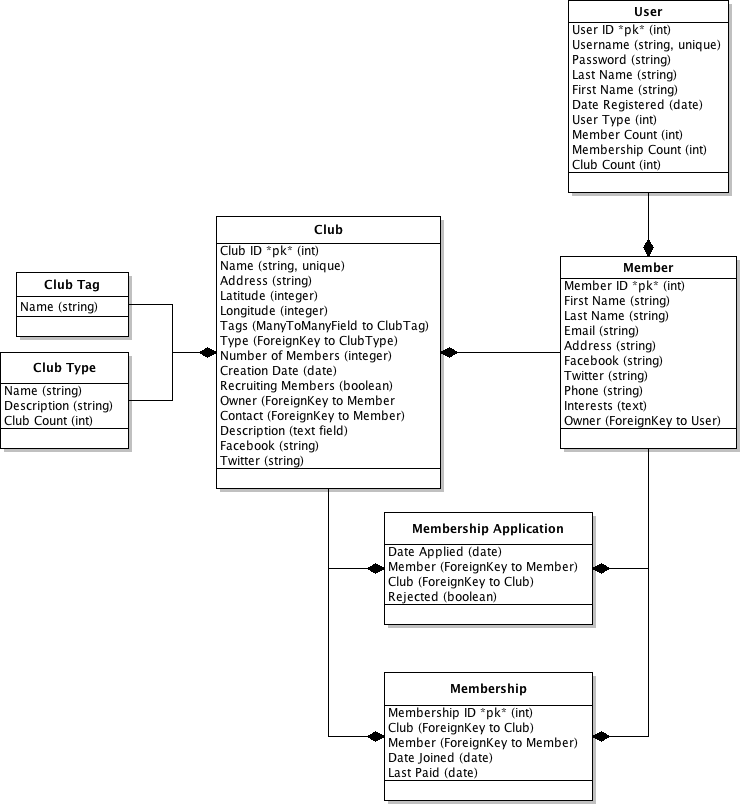 User
User ID *pk* (int)
Username (string, unique)
Password (string)
Last Name (string)
First Name (string)
Date Registered (date)
User Type (int)
Member Count (int)
Membership Count (int)
Club Count (int)
Club
Club ID *pk* (int)
Name (string, unique)
Address (string)
Latitude (integer)
Longitude (integer)
Tags (ManyToManyField to ClubTag)
Type (ForeignKey to ClubType)
Number of Members (integer)
Creation Date (date)
Recruiting Members (boolean)
Owner (ForeignKey to Member
Contact (ForeignKey to Member)
Description (text field)
Facebook (string)
Twitter (string)
Club Tag
Name (string)
Club Type
Name (string)
Description (string)
Club Count (int)
Member
Member ID *pk* (int)
First Name (string)
Last Name (string)
Email (string)
Address (string)
Facebook (string)
Twitter (string)
Phone (string)
Interests (text)
Owner (ForeignKey to User)
Membership Application
Date Applied (date)
Member (ForeignKey to Member)
Club (ForeignKey to Club)
Rejected (boolean)
Membership
Membership ID *pk* (int)
Club (ForeignKey to Club)
Member (ForeignKey to Member)
Date Joined (date)
Last Paid (date)